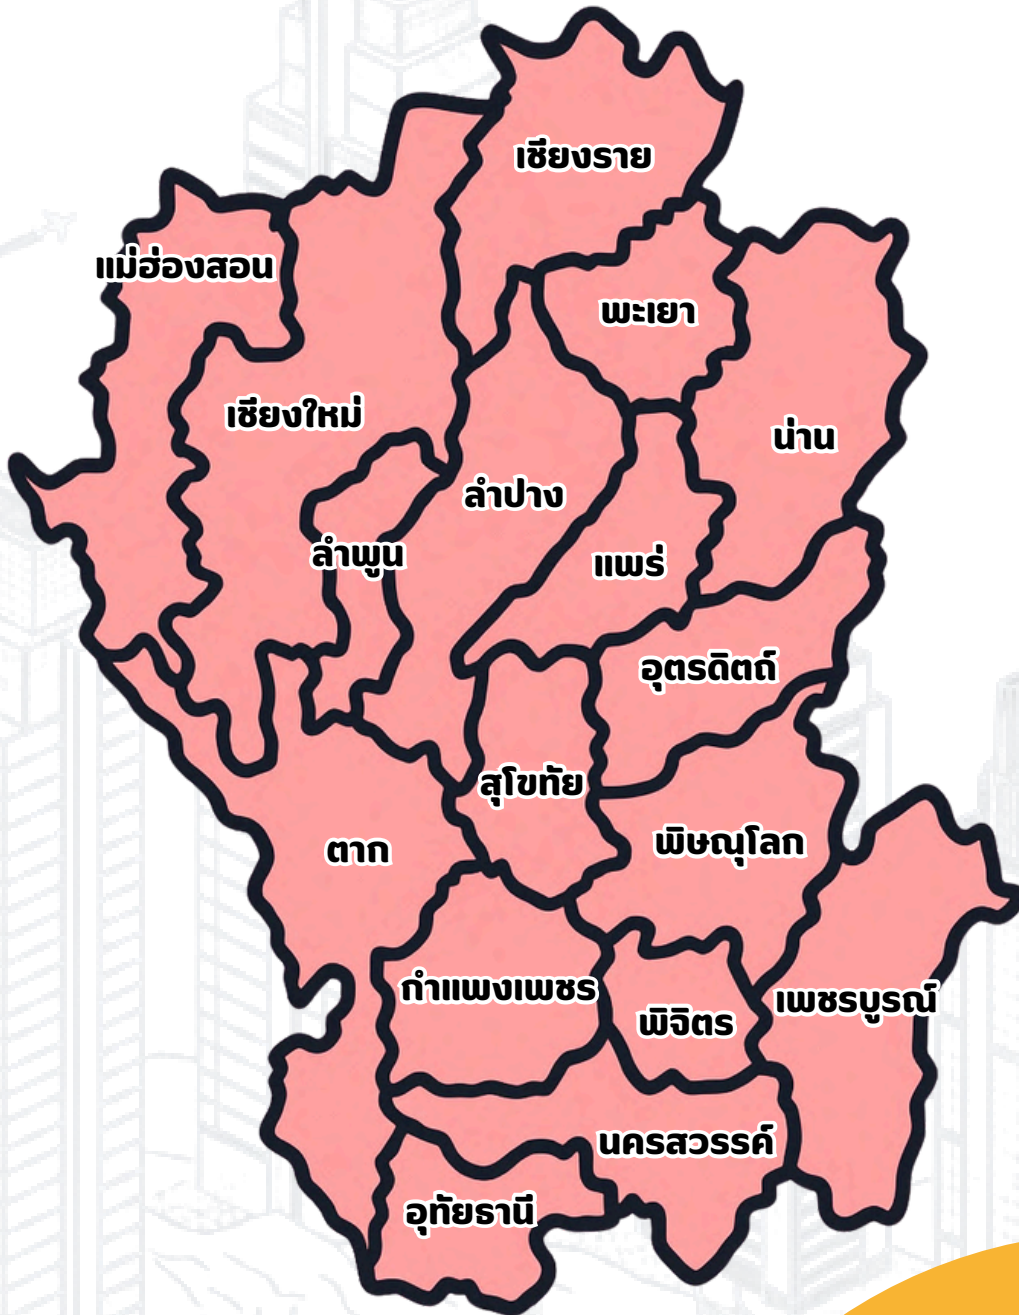 เชียงราย
แม่ฮ่องสอน
พะเยา
เชียงใหม่
น่าน
ลำปาง
ลำพูน
แพร่
อุตรดิตถ์
สุโขทัย
พิษณุโลก
ตาก
กำแพงเพชร
เพชรบูรณ์
พิจิตร
นครสวรรค์
อุทัยธานี